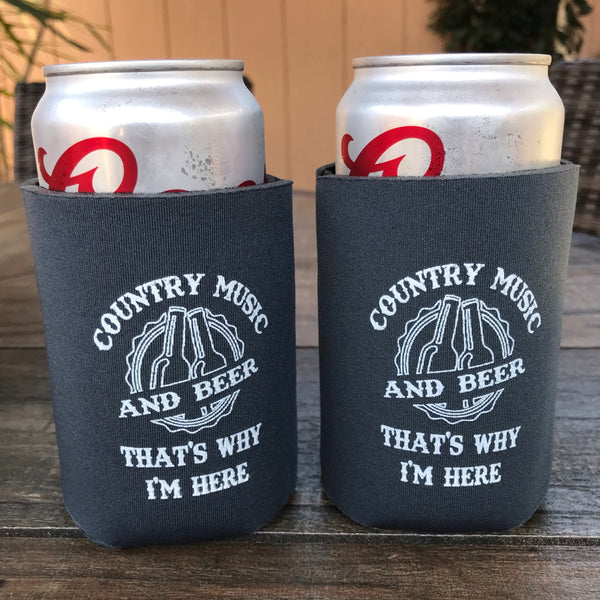 COUNTRY MUSIC
AND BEER
THAT'S WHY
I'M HERE
COUNTRY MUSIC
AND BEER
THAT'S WHY
I'M HERE